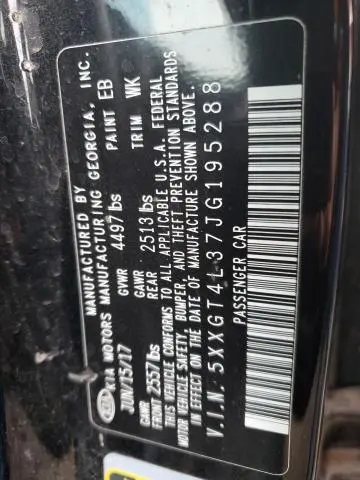 MANUFACTURED BY
KIA MOTORS MANUFACTURING GEORGIA, INC.
JUN/15/17 GVWR 4497 lbs PAINT EB
GAWR FRONT 2557 lbs GAWR REAR 2513 lbs TRIM WK
THIS VEHICLE CONFORMS TO ALL APPLICABLE U.S.A. FEDERAL
MOTOR VEHICLE SAFETY, BUMPER, AND THEFT PREVENTION STANDARDS
IN EFFECT ON THE DATE OF MANUFACTURE SHOWN ABOVE.
V.I.N: 5XXGT4L37JG195288
PASSENGER CAR